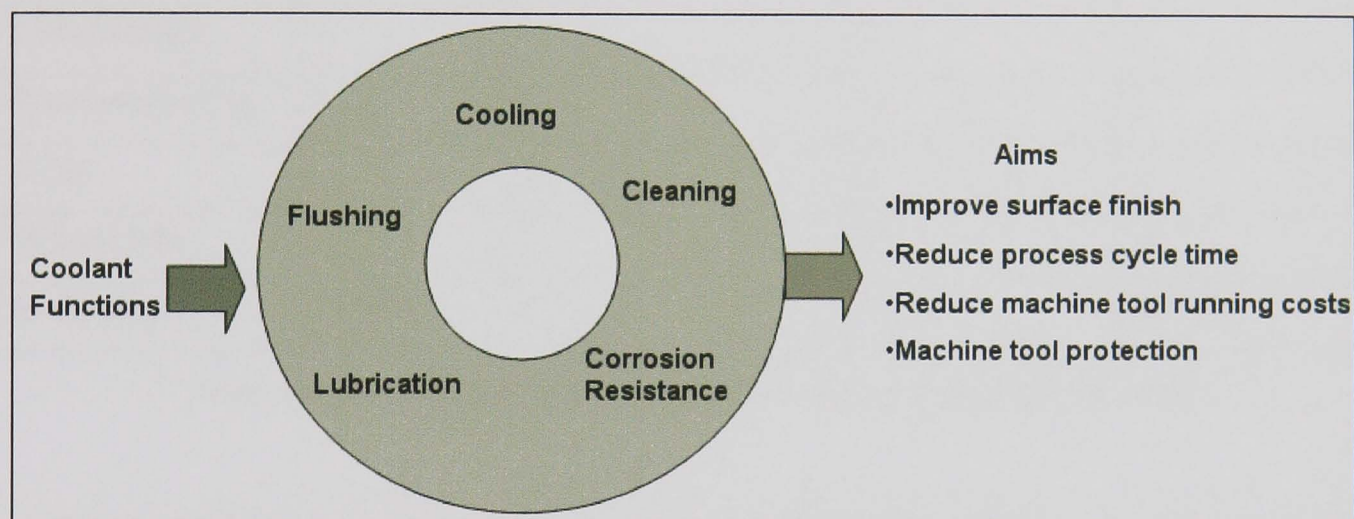 Coolant
Functions
Cooling
Cleaning
Flushing
Lubrication
Corrosion
Resistance
Aims
•Improve surface finish
•Reduce process cycle time
•Reduce machine tool running costs
•Machine tool protection